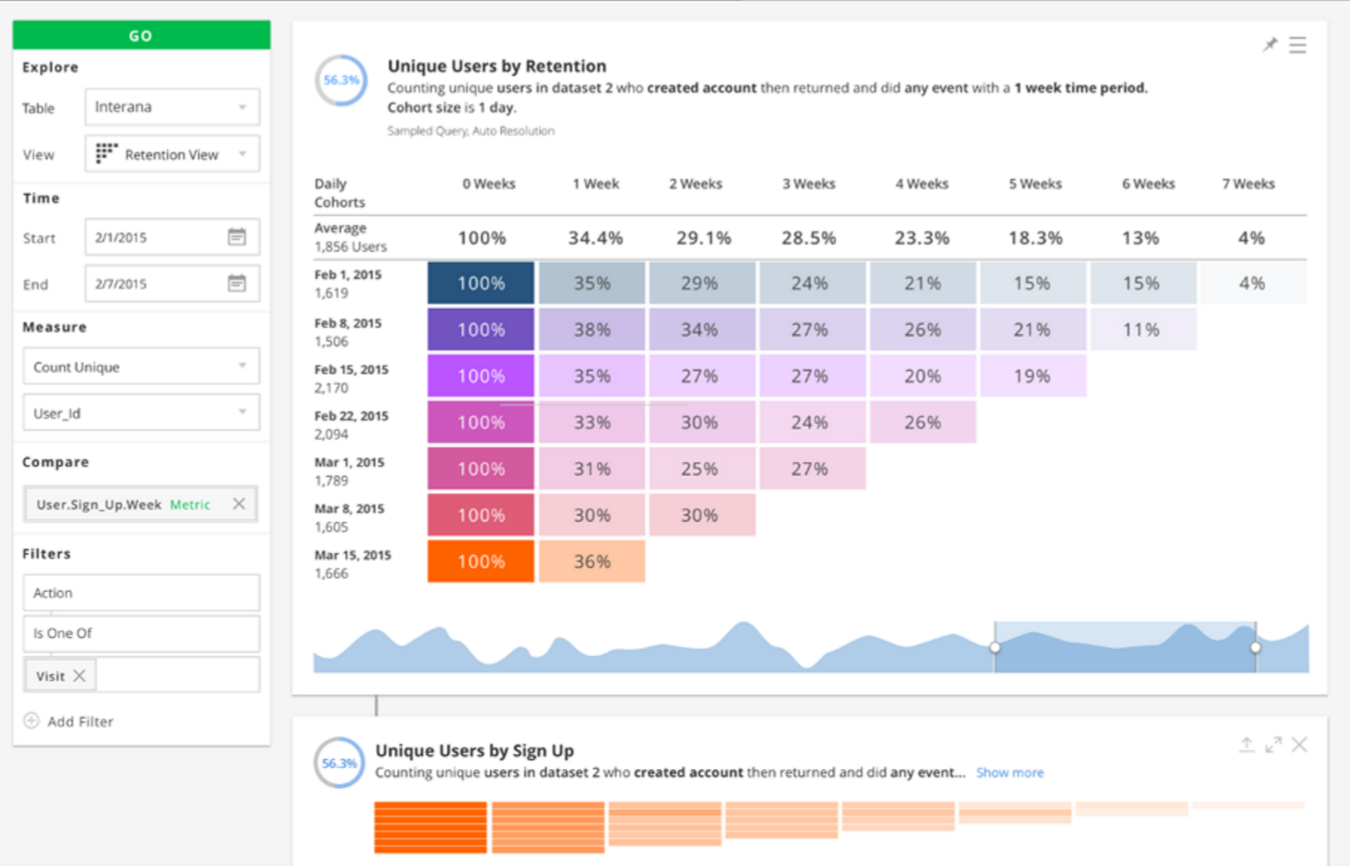 GO
Explore
Table Interana
View Retention View
Time
Start 2/1/2015
End 2/7/2015
Measure
Count Unique
User_Id
Compare
User.Sign_Up.Week Metric
Filters
Action
Is One Of
Visit
Add Filter
56.3%
Unique Users by Retention
Counting unique users in dataset 2 who created account then returned and did any event with a 1 week time period.
Cohort size is 1 day.
Sampled Query, Auto Resolution
Daily Cohorts 0 Weeks 1 Week 2 Weeks 3 Weeks 4 Weeks 5 Weeks 6 Weeks 7 Weeks
Average
1,856 Users 100% 34.4% 29.1% 28.5% 23.3% 18.3% 13% 4%
Feb 1, 2015
1,619 100% 35% 29% 24% 21% 15% 15% 4%
Feb 8, 2015
1,506 100% 38% 34% 27% 26% 21% 11%
Feb 15, 2015
2,170 100% 35% 27% 27% 20% 19%
Feb 22, 2015
2,094 100% 33% 30% 24% 26%
Mar 1, 2015
1,789 100% 31% 25% 27%
Mar 8, 2015
1,605 100% 30% 30%
Mar 15, 2015
1,666 100% 36%
56.3%
Unique Users by Sign Up
Counting unique users in dataset 2 who created account then returned and did any event... Show more